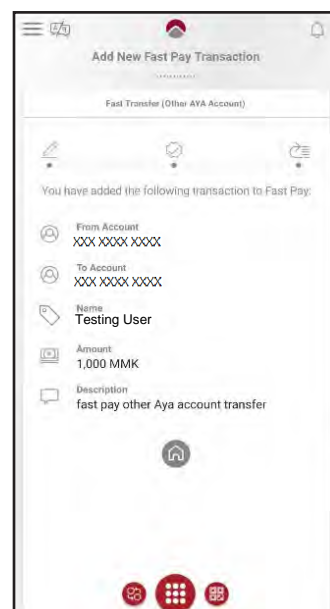 Add New Fast Pay Transaction
Fast Transfer (Other AYA Account)
You have added the following transaction to Fast Pay:
From Account
XXX XXXX XXXX
To Account
XXX XXXX XXXX
Name
Testing User
Amount
1,000 MMK
Description
fast pay other Aya account transfer